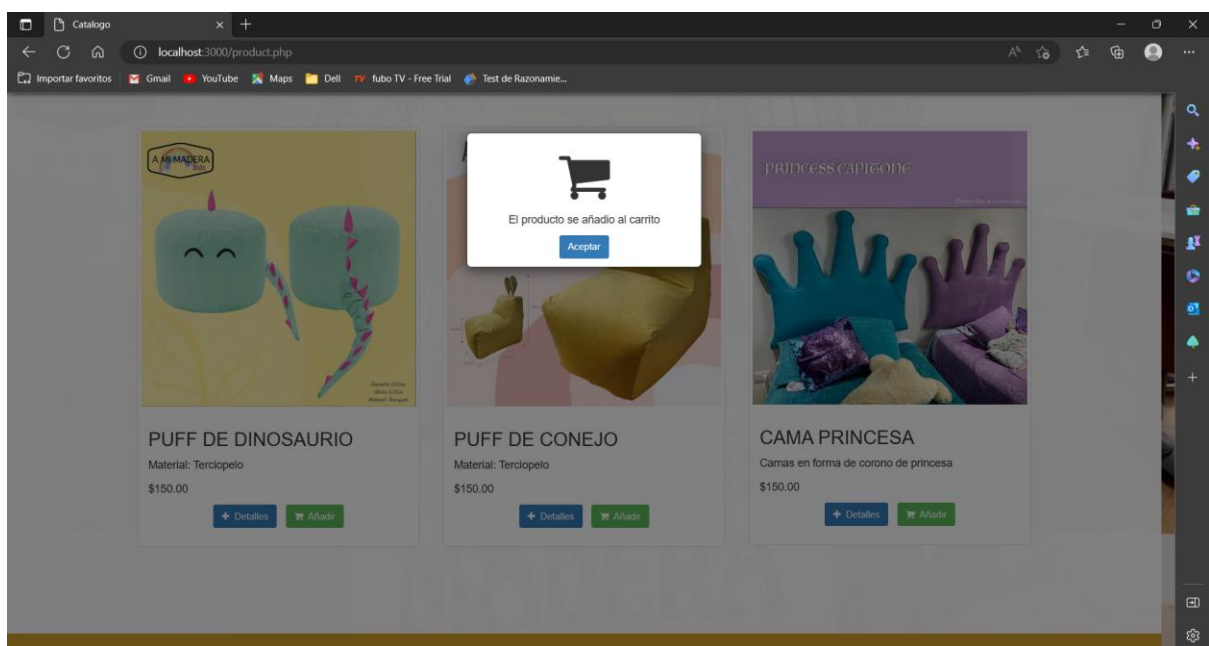 Catalogo
localhost:3000/product.php
Importar favoritos
Gmail
YouTube
Maps
Dell
fubo TV - Free Trial
Test de Razonamie...
A MI MADERA
Kids
PRINCESS CAPITONE
El producto se añadio al carrito
Aceptar
PUFF DE DINOSAURIO
Material: Terciopelo
$150.00
+ Detalles
Añadir
PUFF DE CONEJO
Material: Terciopelo
$150.00
+ Detalles
Añadir
CAMA PRINCESA
Camas en forma de corono de princesa
$150.00
+ Detalles
Añadir
MADERA